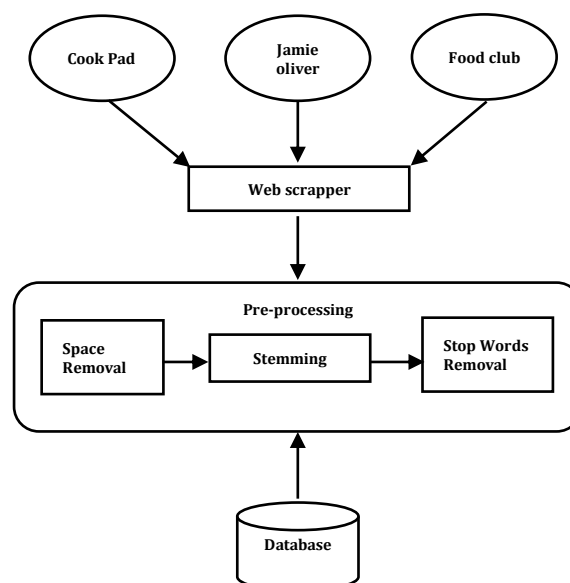 Cook Pad
Jamie
oliver
Food club
Web scrapper
Pre-processing
Space
Removal
Stemming
Stop Words
Removal
Database